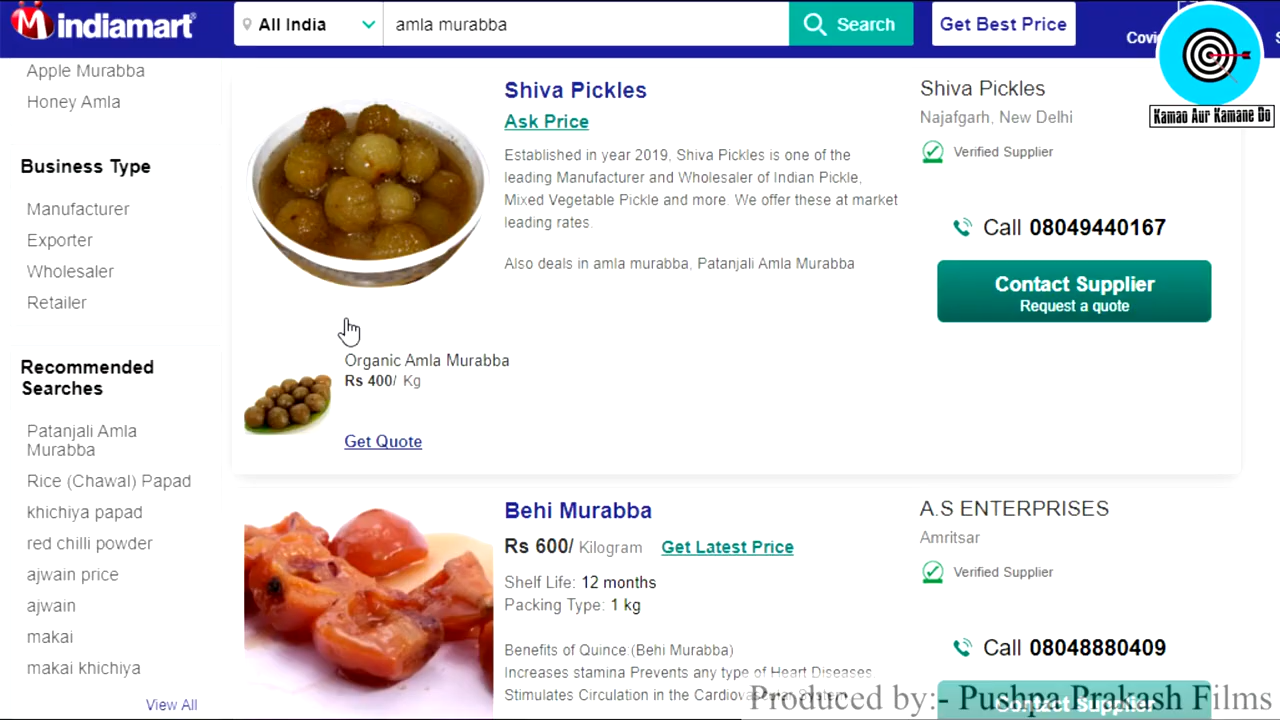 indiamart
All India
amla murabba
Search
Get Best Price
Kamao Aur Kamane Do
Apple Murabba
Honey Amla
Business Type
Manufacturer
Exporter
Wholesaler
Retailer
Recommended
Searches
Patanjali Amla
Murabba
Rice (Chawal) Papad
khichiya papad
red chilli powder
ajwain price
ajwain
makai
makai khichiya
View All
Shiva Pickles
Ask Price
Established in year 2019, Shiva Pickles is one of the
leading Manufacturer and Wholesaler of Indian Pickle,
Mixed Vegetable Pickle and more. We offer these at market
leading rates.
Also deals in amla murabba, Patanjali Amla Murabba
Organic Amla Murabba
Rs 400/ Kg
Get Quote
Shiva Pickles
Najafgarh, New Delhi
Verified Supplier
Call 08049440167
Contact Supplier
Request a quote
Behi Murabba
Rs 600/ Kilogram Get Latest Price
Shelf Life: 12 months
Packing Type: 1 kg
Benefits of Quince:(Behi Murabba)
Increases stamina Prevents any type of Heart Diseases
Stimulates Circulation in the Cardiovascular System
A.S ENTERPRISES
Amritsar
Verified Supplier
Call 08048880409
Contact Supplier
Produced by:- Pushpa Prakash Films